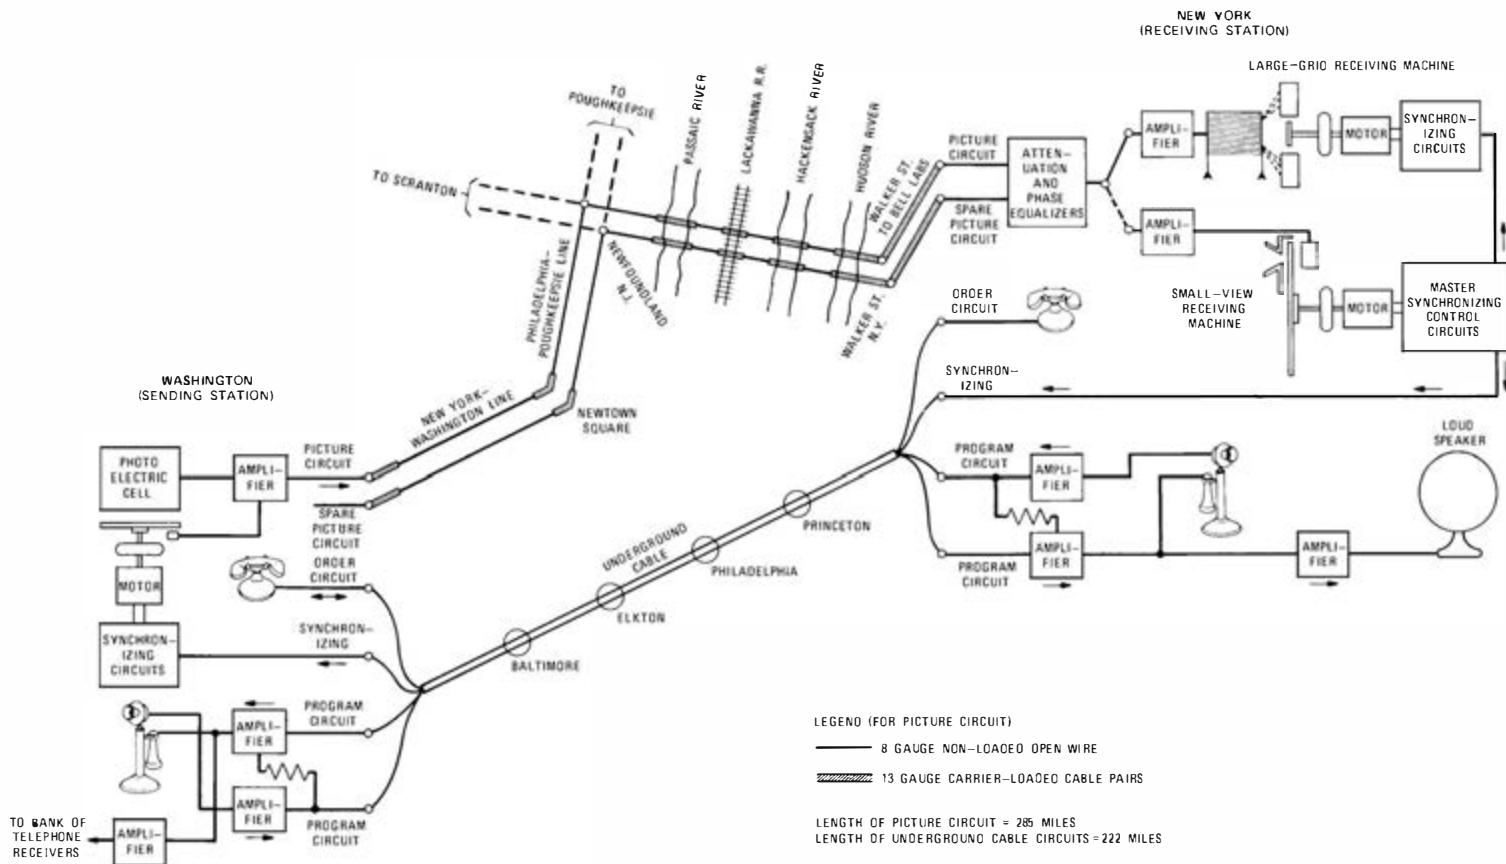 NEW YORK
(RECEIVING STATION)
LARGE-GRID RECEIVING MACHINE
TO
POUGHKEEPSIE
PASSAIC RIVER
LACKAWANNA R.R.
HACKENSACK RIVER
HUDSON RIVER
WALKER ST.
TO BELL LABS
PICTURE
CIRCUIT
ATTEN-
UATION
AND
PHASE
EQUALIZERS
AMPLI-
FIER
MOTOR
SYNCHRON-
IZING
CIRCUITS
TO SCRANTON
SPARE
PICTURE
CIRCUIT
AMPLI-
FIER
PHILADELPHIA-
POUGHKEEPSIE LINE
NEWFOUNDLAND
N.J.
WALKER ST.
N.Y.
ORDER
CIRCUIT
SMALL-VIEW
RECEIVING
MACHINE
MOTOR
MASTER
SYNCHRONIZING
CONTROL
CIRCUITS
WASHINGTON
(SENDING STATION)
NEW YORK-
WASHINGTON LINE
NEWTOWN
SQUARE
SYNCHRON-
IZING
PHOTO
ELECTRIC
CELL
AMPLI-
FIER
PICTURE
CIRCUIT
SPARE
PICTURE
CIRCUIT
PROGRAM
CIRCUIT
AMPLI-
FIER
LOUD
SPEAKER
MOTOR
ORDER
CIRCUIT
UNDERGROUND
CABLE
PRINCETON
PHILADELPHIA
ELKTON
BALTIMORE
PROGRAM
CIRCUIT
AMPLI-
FIER
AMPLI-
FIER
SYNCHRON-
IZING
CIRCUITS
SYNCHRON-
IZING
PROGRAM
CIRCUIT
AMPLI-
FIER
AMPLI-
FIER
PROGRAM
CIRCUIT
TO BANK OF
TELEPHONE
RECEIVERS
AMPLI-
FIER
LEGEND (FOR PICTURE CIRCUIT)
8 GAUGE NON-LOADED OPEN WIRE
13 GAUGE CARRIER-LOADED CABLE PAIRS
LENGTH OF PICTURE CIRCUIT = 285 MILES
LENGTH OF UNDERGROUND CABLE CIRCUITS = 222 MILES